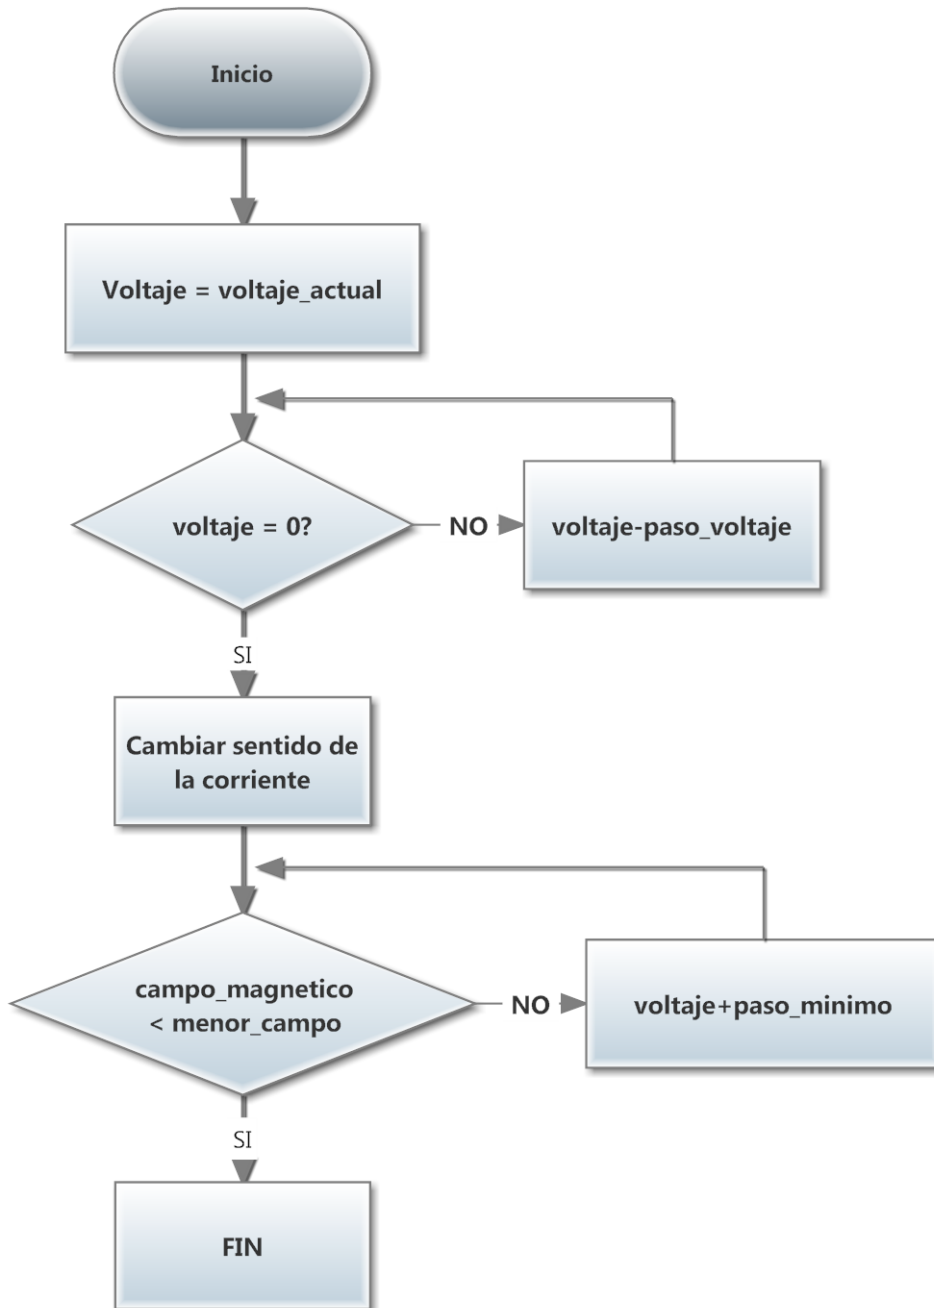 Inicio
Voltaje = voltaje_actual
voltaje = 0?
NO
voltaje-paso_voltaje
SI
Cambiar sentido de
la corriente
campo_magnetico
< menor_campo
NO
voltaje+paso_minimo
SI
FIN